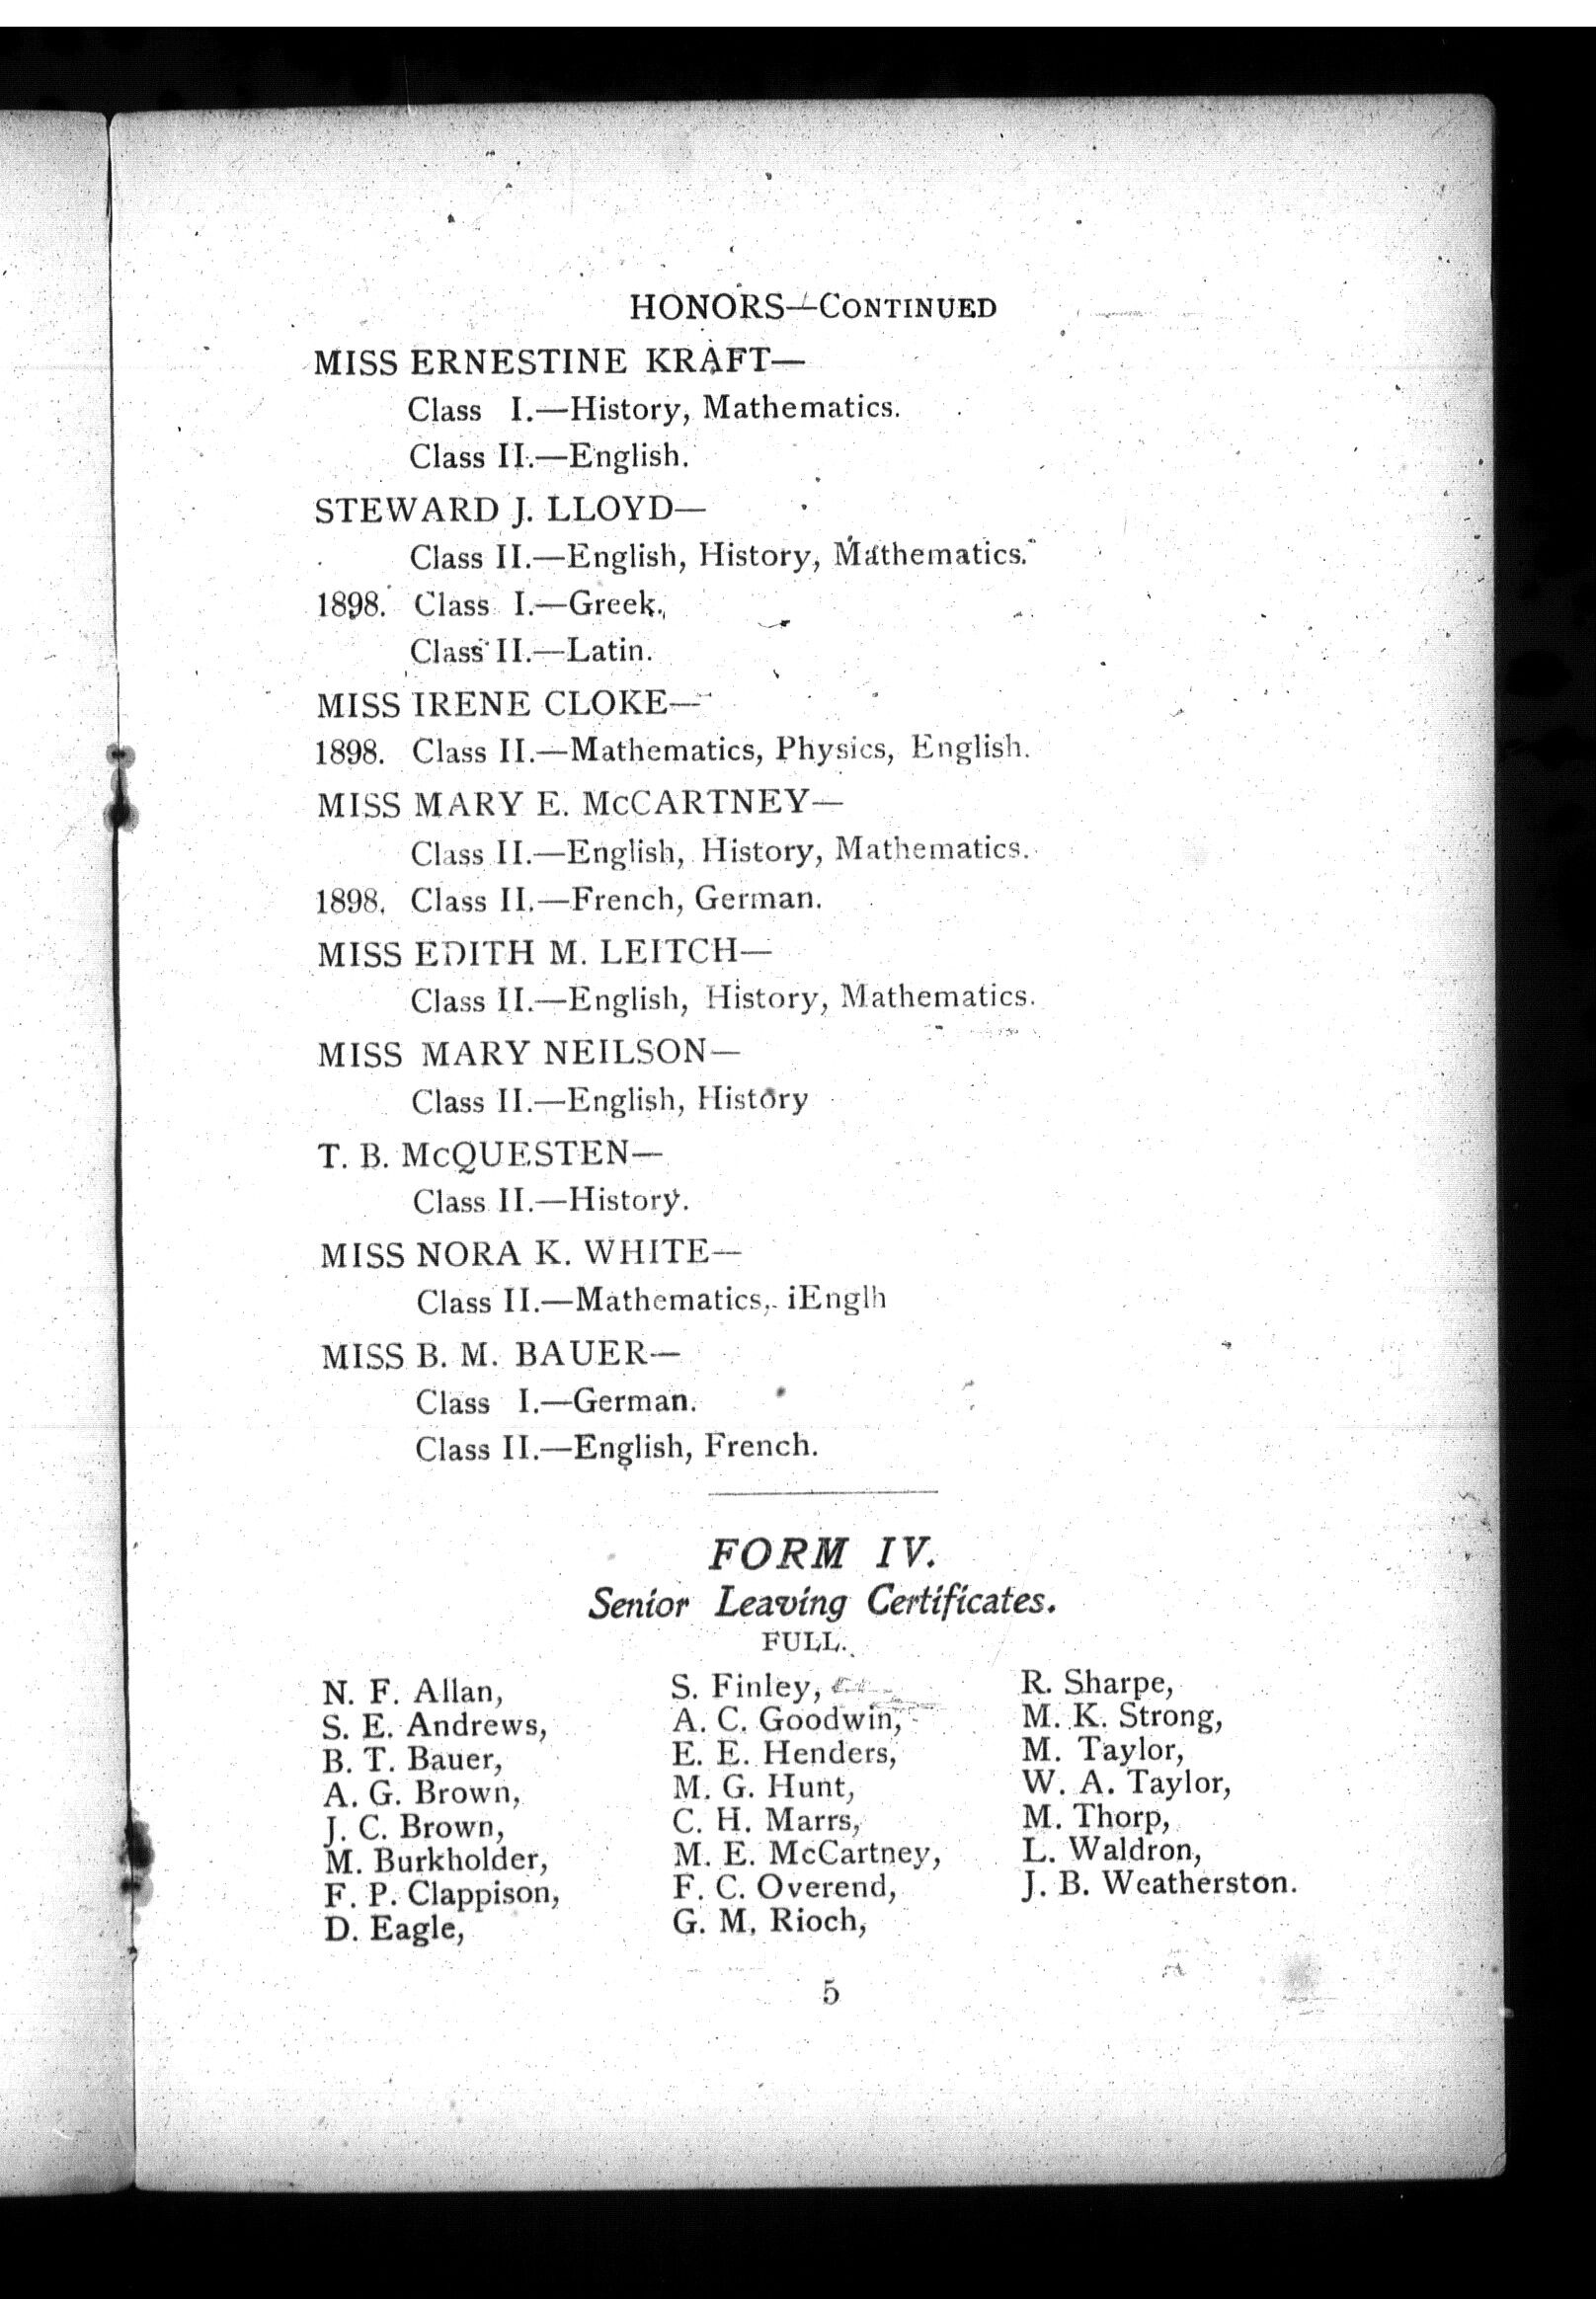 HONORS—CONTINUED
MISS ERNESTINE KRAFT—
Class I.—History, Mathematics.
Class II.—English.
STEWARD J. LLOYD—
Class II.—English, History, Mathematics.
1898. Class I.—Greek.
Class II.—Latin.
MISS IRENE CLOKE—
1898. Class II.—Mathematics, Physics, English.
MISS MARY E. McCARTNEY—
Class II.—English, History, Mathematics.
1898. Class II.—French, German.
MISS EDITH M. LEITCH—
Class II.—English, History, Mathematics.
MISS MARY NEILSON—
Class II.—English, History
T. B. McQUESTEN—
Class II.—History.
MISS NORA K. WHITE—
Class II.—Mathematics, iEnglh
MISS B. M. BAUER—
Class I.—German.
Class II.—English, French.
FORM IV.
Senior Leaving Certificates.
FULL.
N. F. Allan,
S. E. Andrews,
B. T. Bauer,
A. G. Brown,
J. C. Brown,
M. Burkholder,
F. P. Clappison,
D. Eagle,
S. Finley,
A. C. Goodwin,
E. E. Henders,
M. G. Hunt,
C. H. Marrs,
M. E. McCartney,
F. C. Overend,
G. M. Rioch,
R. Sharpe,
M. K. Strong,
M. Taylor,
W. A. Taylor,
M. Thorp,
L. Waldron,
J. B. Weatherston.
5